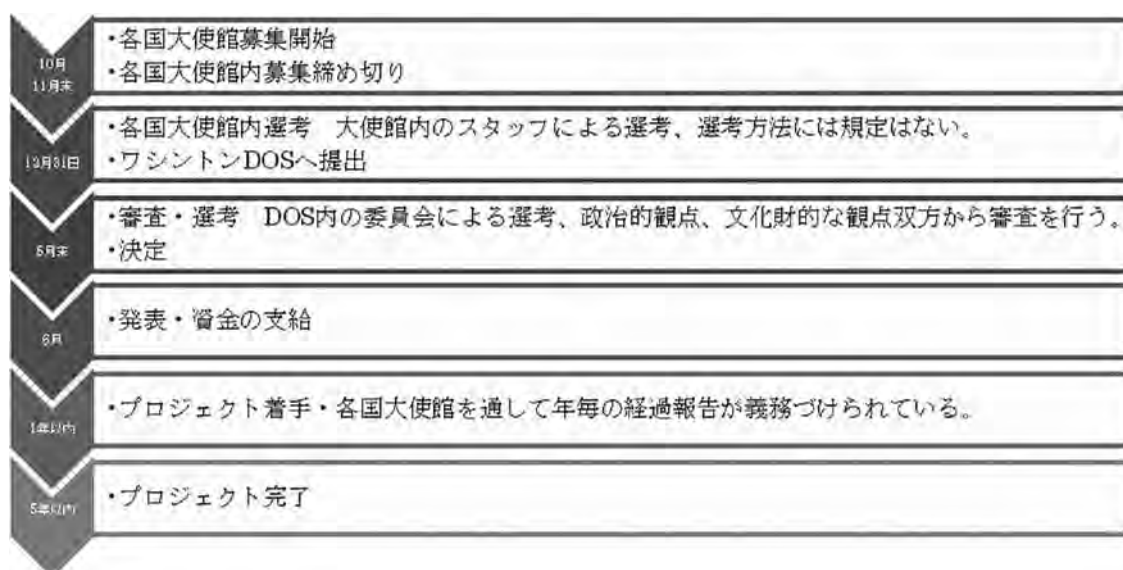 10月
11月末
・各国大使館募集開始
・各国大使館内募集締め切り
12月31日
・各国大使館内選考　大使館内のスタッフによる選考、選考方法には規定はない。
・ワシントンDOSへ提出
5月末
・審査・選考　DOS内の委員会による選考、政治的観点、文化財的な観点双方から審査を行う。
・決定
6月
・発表・資金の支給
1年以内
・プロジェクト着手・各国大使館を通して年毎の経過報告が義務づけられている。
5年以内
・プロジェクト完了